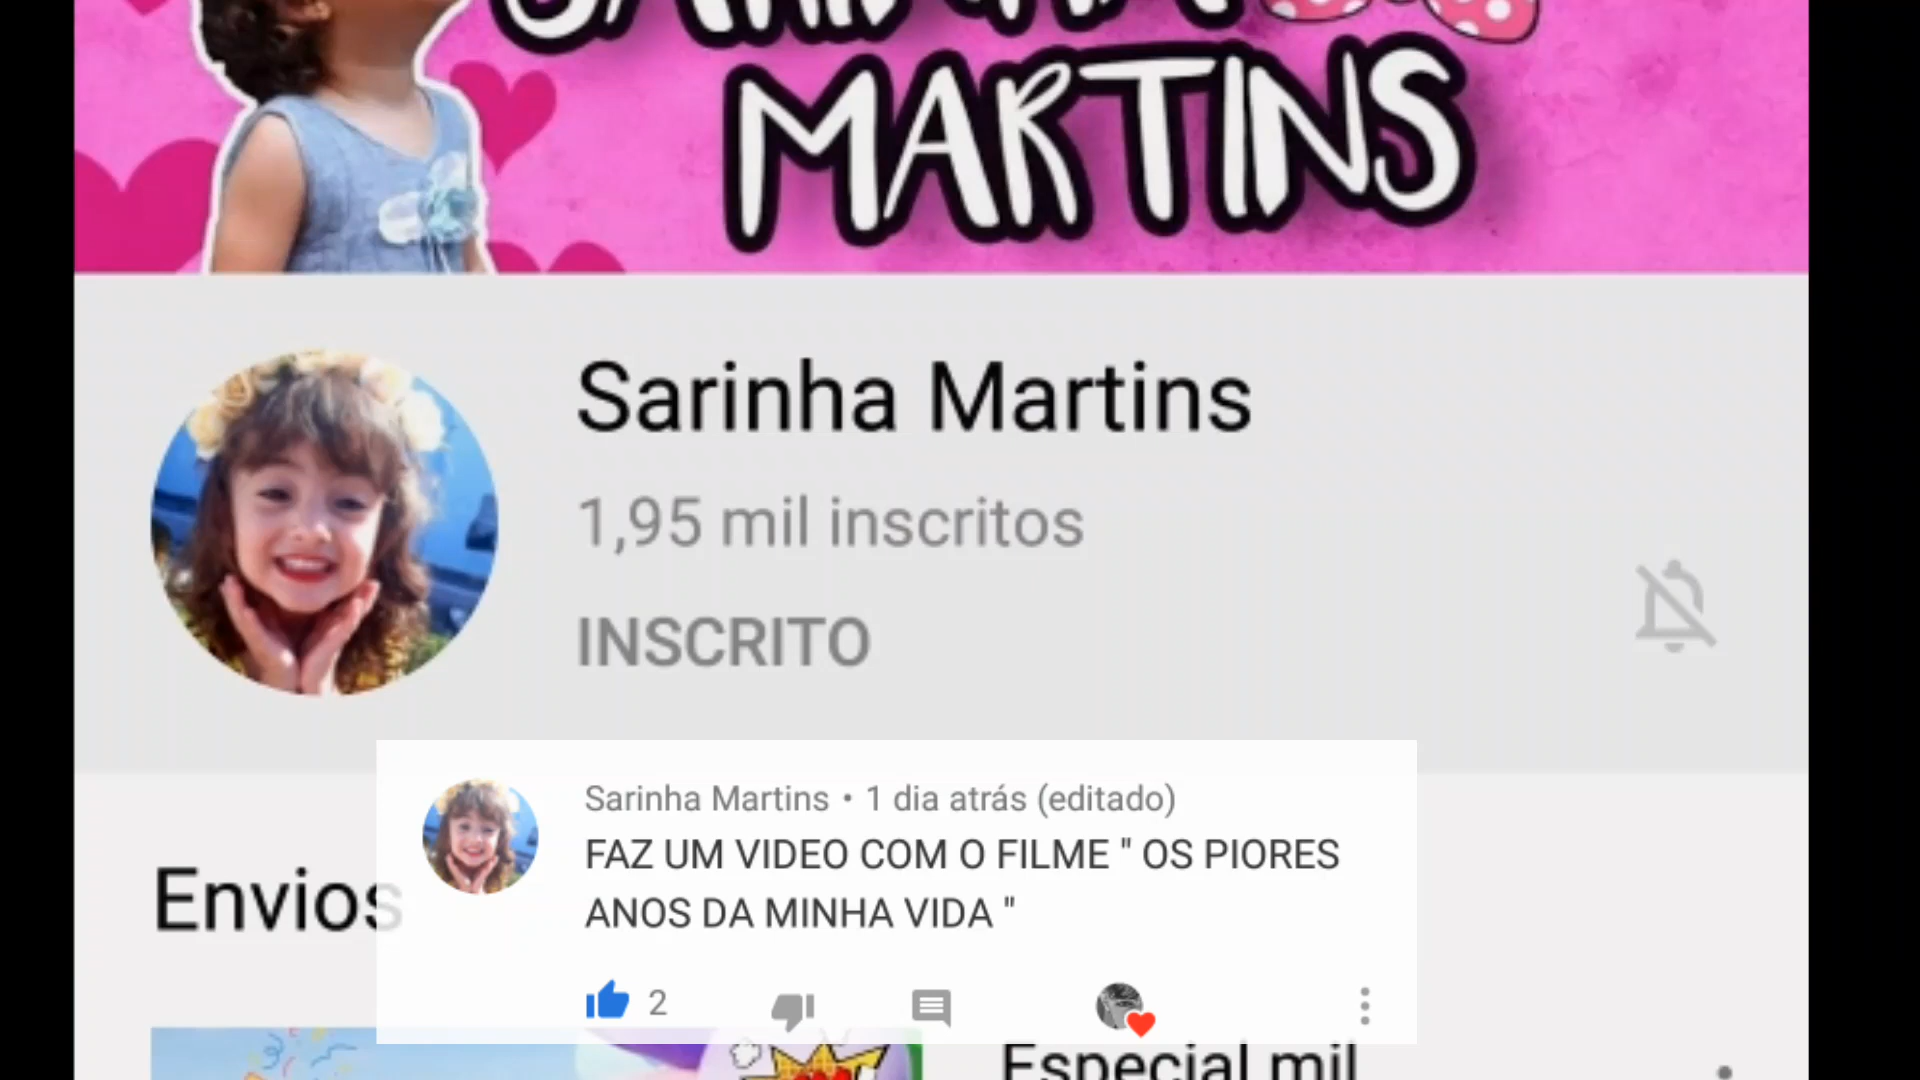 MARTINS
Sarinha Martins
1,95 mil inscritos
INSCRITO
Sarinha Martins • 1 dia atrás (editado)
FAZ UM VIDEO COM O FILME " OS PIORES
ANOS DA MINHA VIDA "
Envios
2
Especial mil